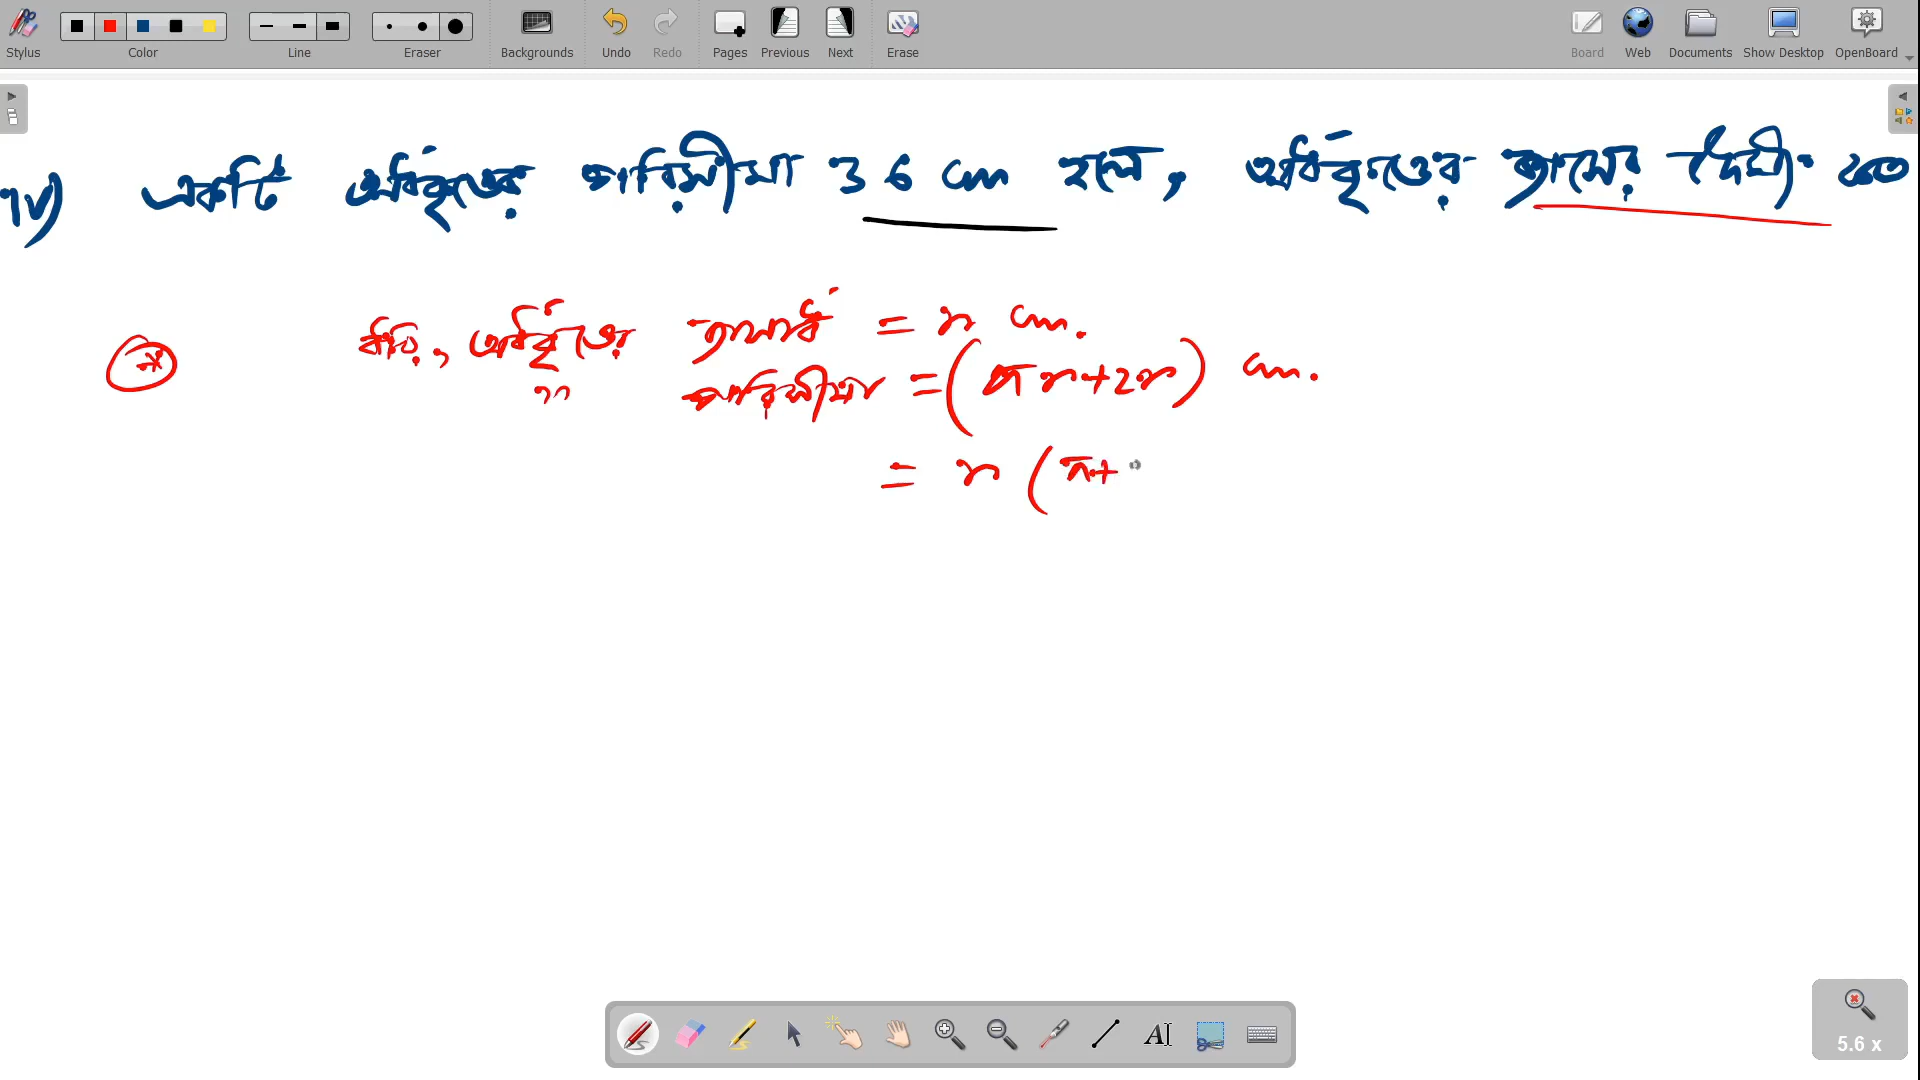 Stylus Color Line Eraser Backgrounds Undo Redo Pages Previous Next Erase Board Web Documents Show Desktop OpenBoard
iv) একটি অর্ধবৃত্তের পরিসীমা 36 cm হলে, অর্ধবৃত্তের ব্যাসের দৈর্ঘ্য কত
ধরি, অর্ধবৃত্তের ব্যাসার্ধ = r cm.
" পরিসীমা = (πr+2r) cm.
= r (π+
5.6 x